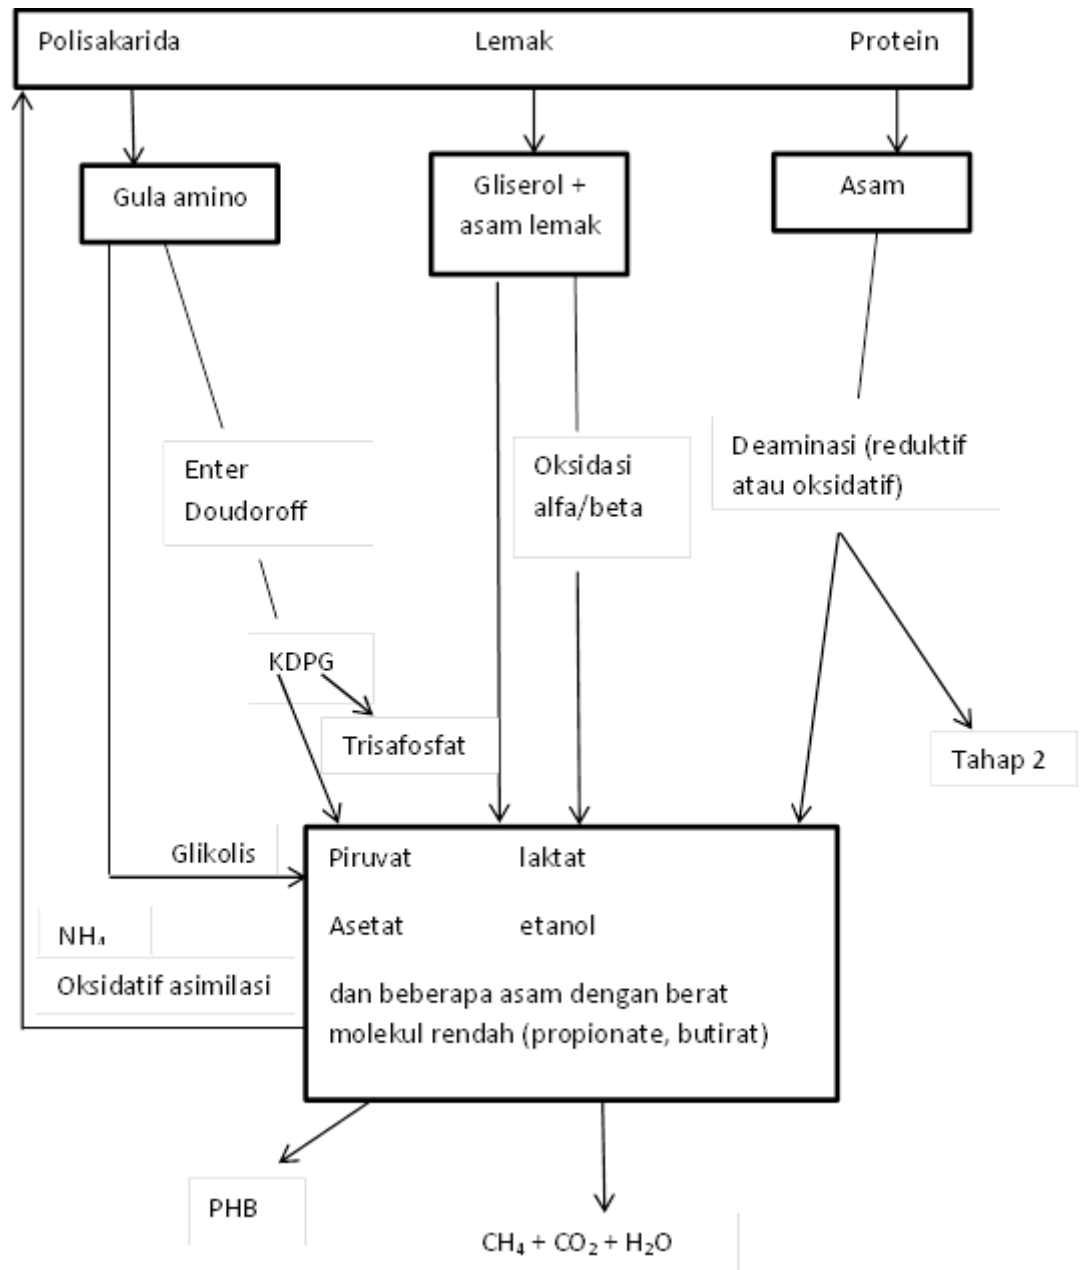 Polisakarida Lemak Protein
Gula amino
Gliserol +
asam lemak
Asam
Enter
Doudoroff
Oksidasi
alfa/beta
Deaminasi (reduktif
atau oksidatif)
KDPG
Trisafosfat
Tahap 2
Glikolis
Piruvat laktat
NH₄
Asetat etanol
Oksidatif asimilasi
dan beberapa asam dengan berat
molekul rendah (propionate, butirat)
PHB
CH₄ + CO₂ + H₂O